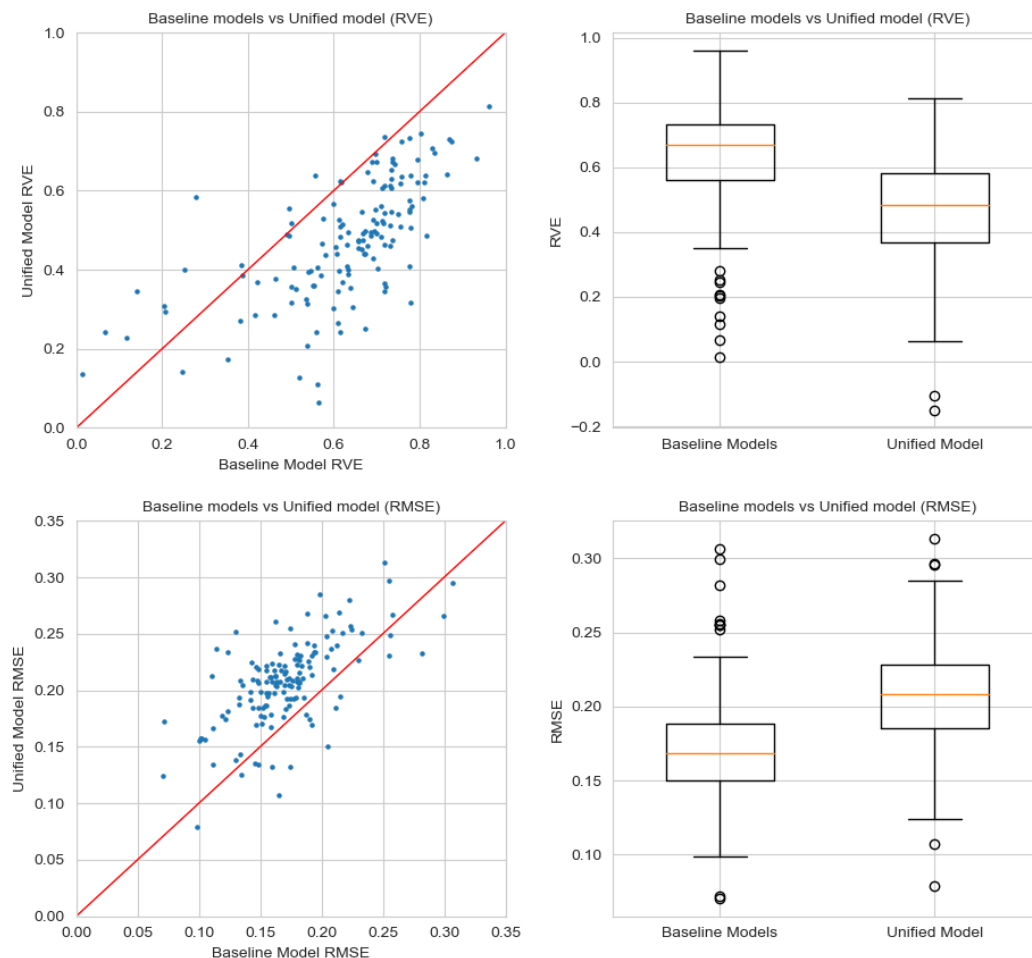 Baseline models vs Unified model (RVE)
1.0
0.8
0.6
0.4
0.2
0.0
Unified Model RVE
0.0 0.2 0.4 0.6 0.8 1.0
Baseline Model RVE
Baseline models vs Unified model (RVE)
1.0
0.8
0.6
0.4
0.2
0.0
−0.2
RVE
Baseline Models Unified Model
Baseline models vs Unified model (RMSE)
0.35
0.30
0.25
0.20
0.15
0.10
0.05
0.00
Unified Model RMSE
0.00 0.05 0.10 0.15 0.20 0.25 0.30 0.35
Baseline Model RMSE
Baseline models vs Unified model (RMSE)
0.30
0.25
0.20
0.15
0.10
RMSE
Baseline Models Unified Model